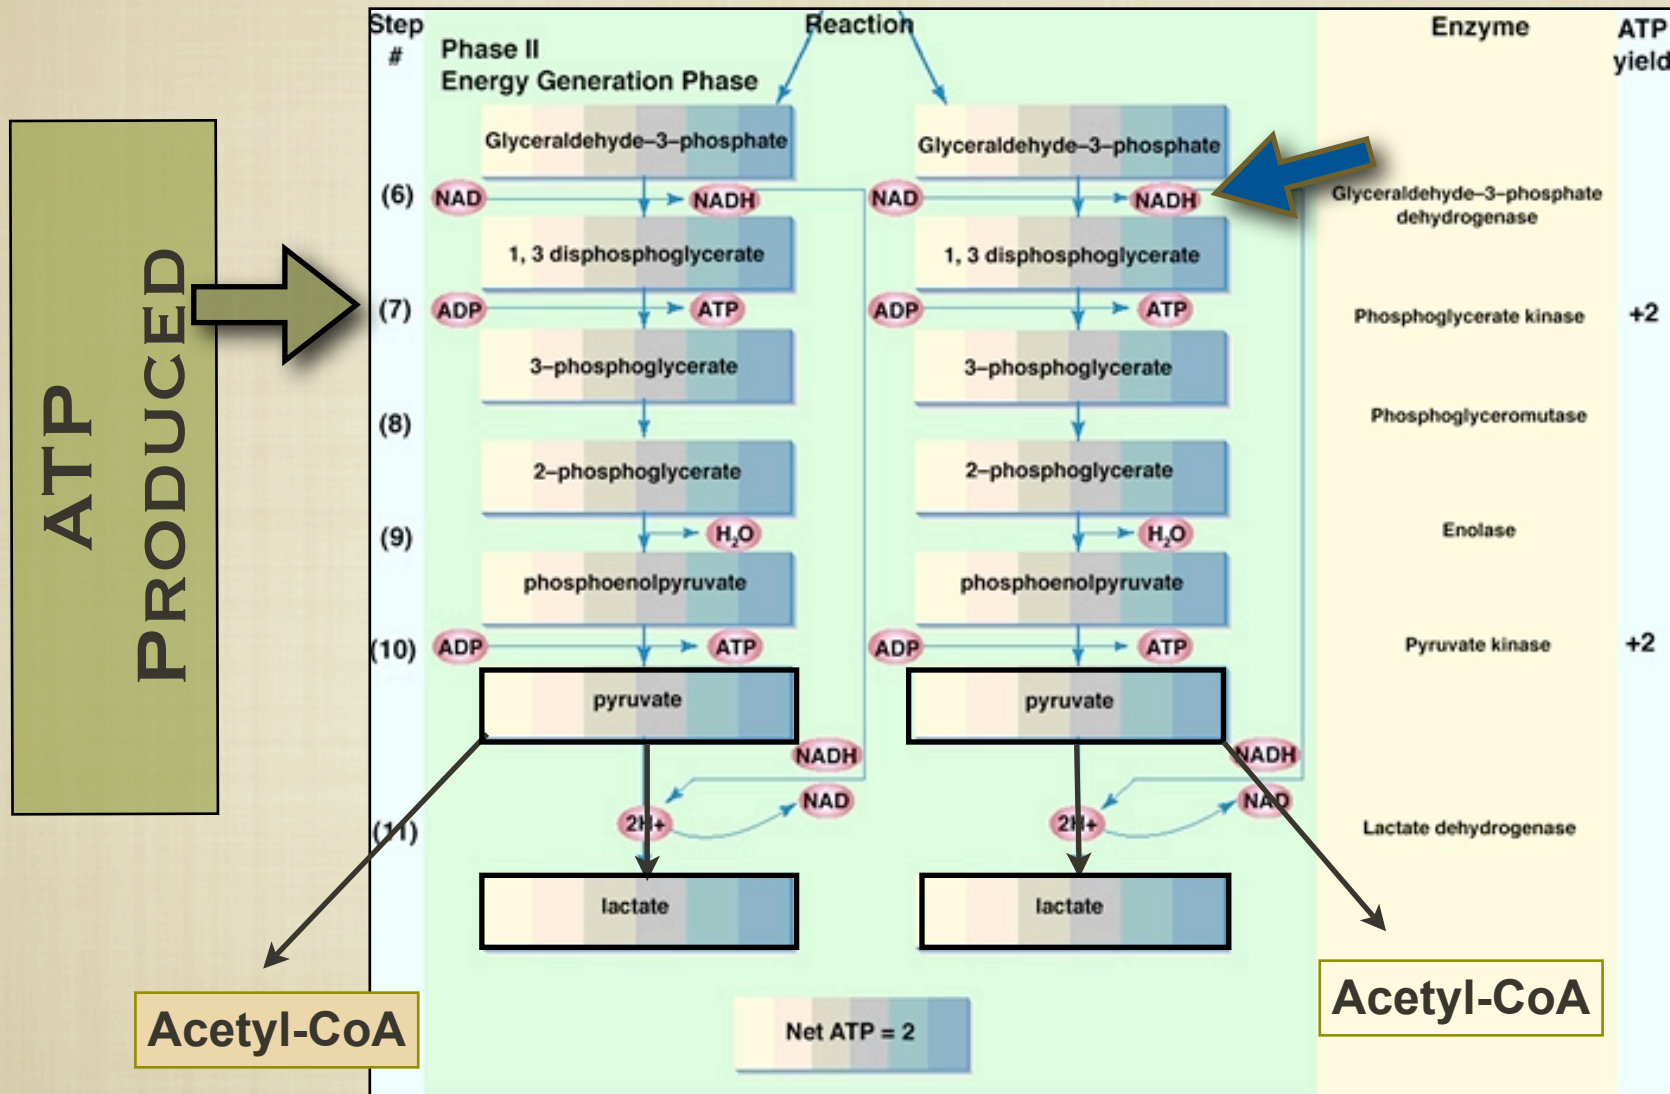 Step
#
Reaction
Enzyme
ATP
yield
Phase II
Energy Generation Phase
ATP
PRODUCED
Glyceraldehyde–3–phosphate
Glyceraldehyde–3–phosphate
(6)
NAD
NADH
NAD
NADH
Glyceraldehyde–3–phosphate
dehydrogenase
1, 3 disphosphoglycerate
1, 3 disphosphoglycerate
(7)
ADP
ATP
ADP
ATP
Phosphoglycerate kinase
+2
3–phosphoglycerate
3–phosphoglycerate
(8)
Phosphoglyceromutase
2–phosphoglycerate
2–phosphoglycerate
(9)
H₂O
H₂O
Enolase
phosphoenolpyruvate
phosphoenolpyruvate
(10)
ADP
ATP
ADP
ATP
Pyruvate kinase
+2
pyruvate
pyruvate
NADH
NADH
NAD
NAD
(11)
2H+
2H+
Lactate dehydrogenase
lactate
lactate
Acetyl-CoA
Acetyl-CoA
Net ATP = 2